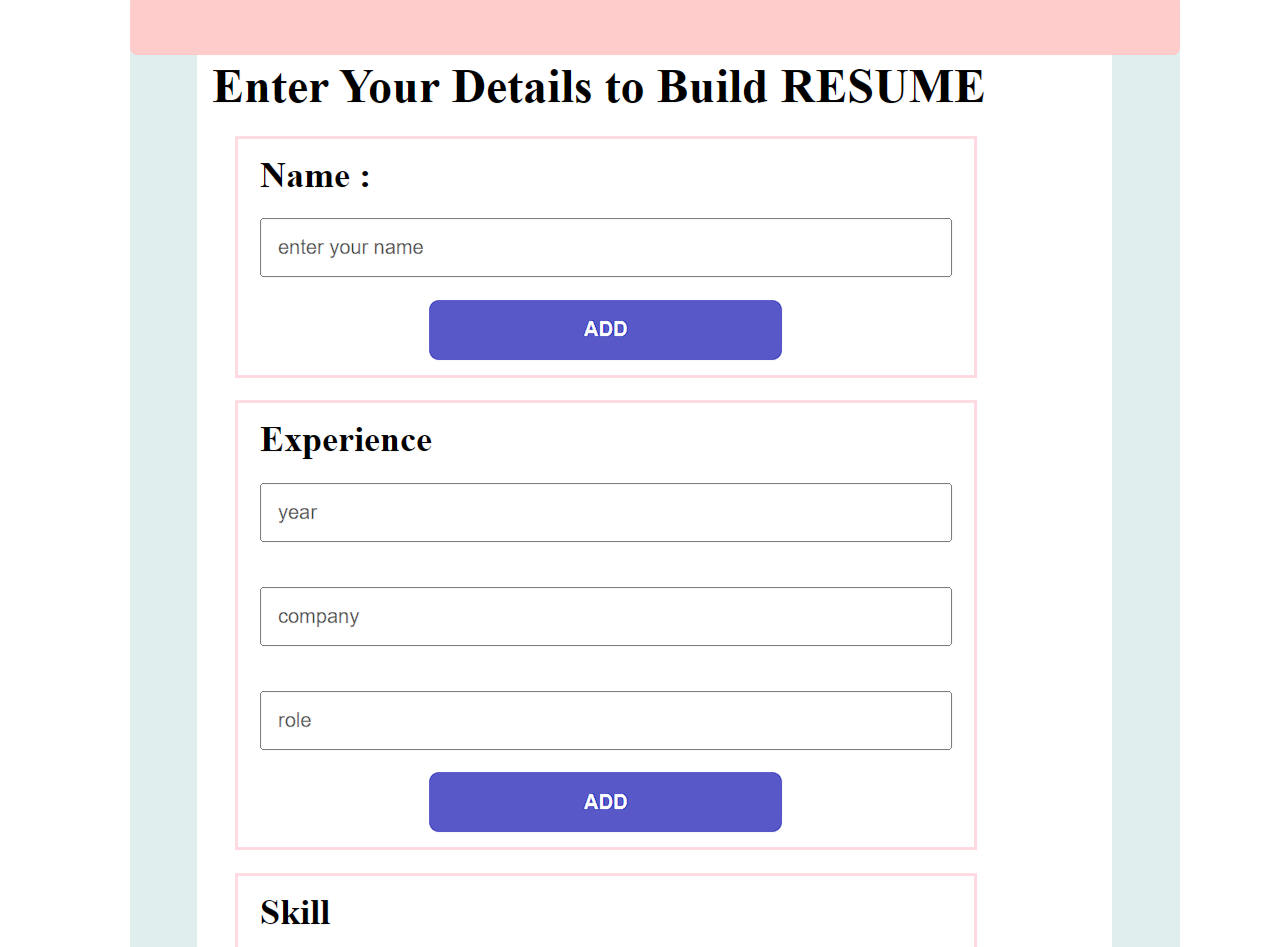 Enter Your Details to Build RESUME
Name :
enter your name
ADD
Experience
year
company
role
ADD
Skill